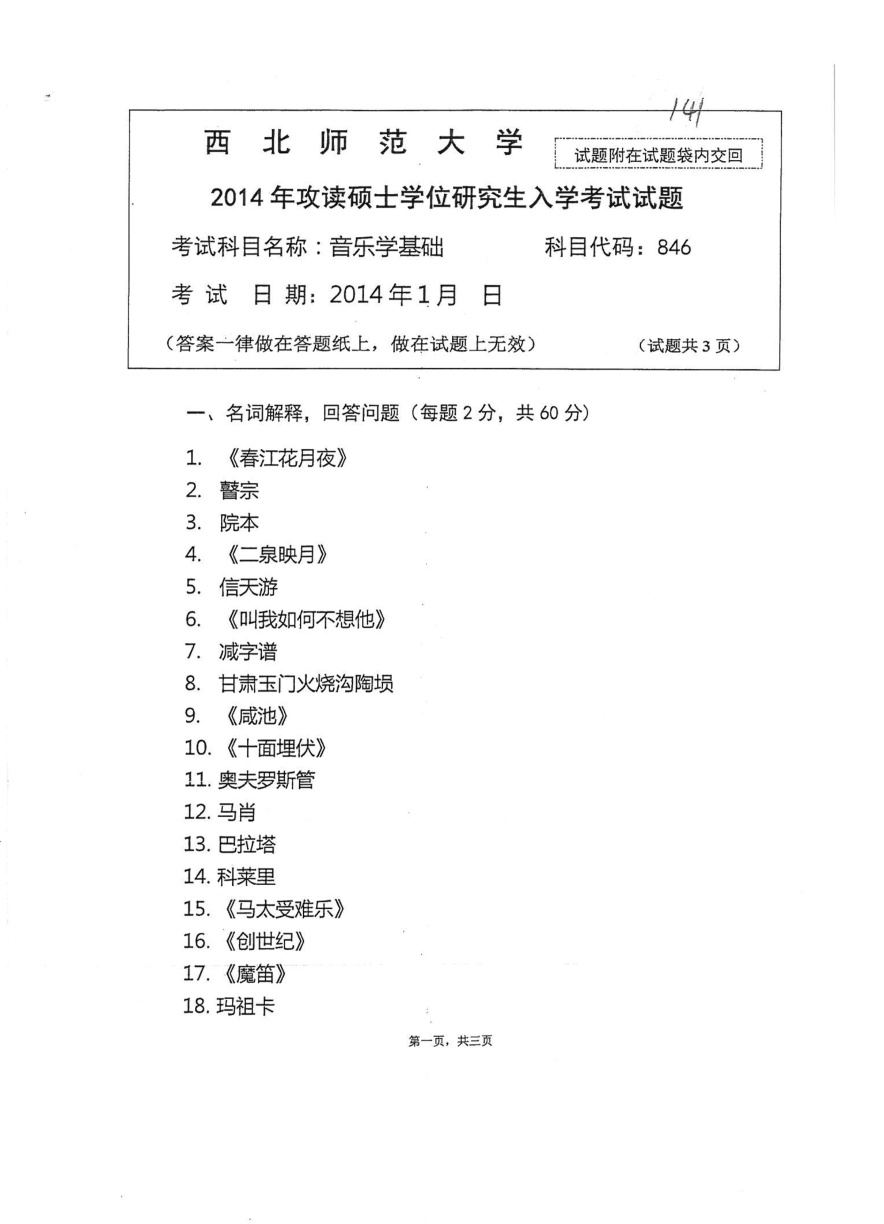 141
西北师范大学
试题附在试题袋内交回
2014年攻读硕士学位研究生入学考试试题
考试科目名称：音乐学基础 科目代码：846
考试 日期：2014年1月 日
（答案一律做在答题纸上，做在试题上无效） （试题共3页）
一、名词解释，回答问题（每题2分，共60分）
1. 《春江花月夜》
2. 瞽宗
3. 院本
4. 《二泉映月》
5. 信天游
6. 《叫我如何不想他》
7. 减字谱
8. 甘肃玉门火烧沟陶埙
9. 《咸池》
10. 《十面埋伏》
11. 奥夫罗斯管
12. 马肖
13. 巴拉塔
14. 科莱里
15. 《马太受难乐》
16. 《创世纪》
17. 《魔笛》
18. 玛祖卡
第一页，共三页